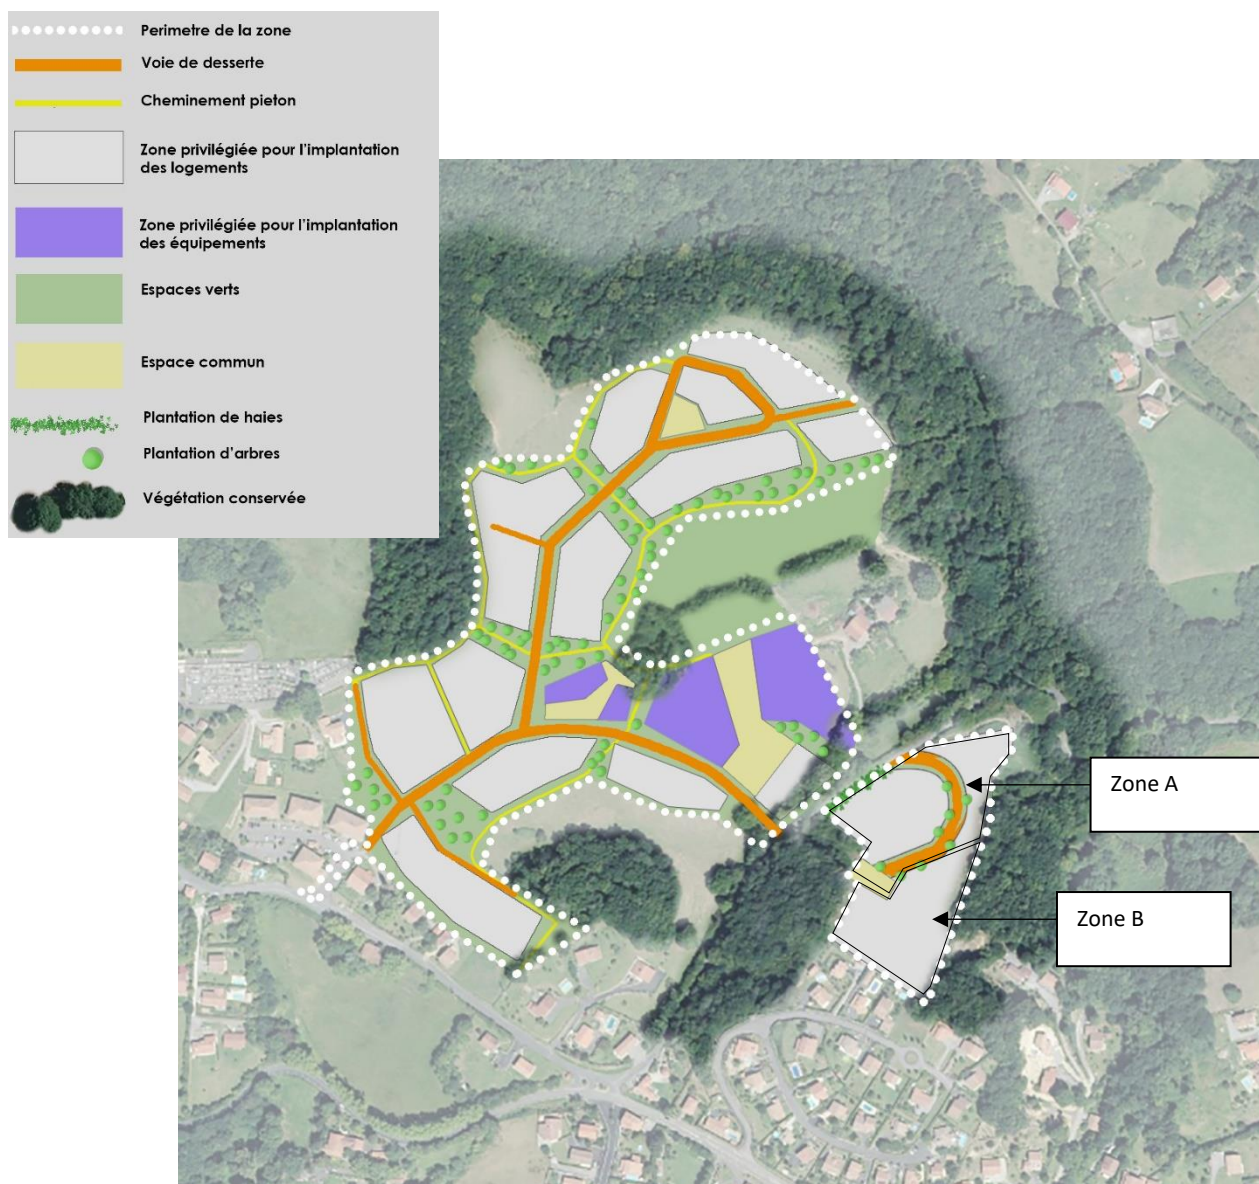 Perimetre de la zone
Voie de desserte
Cheminement pieton
Zone privilégiée pour l'implantation
des logements
Zone privilégiée pour l'implantation
des équipements
Espaces verts
Espace commun
Plantation de haies
Plantation d'arbres
Végétation conservée
Zone A
Zone B